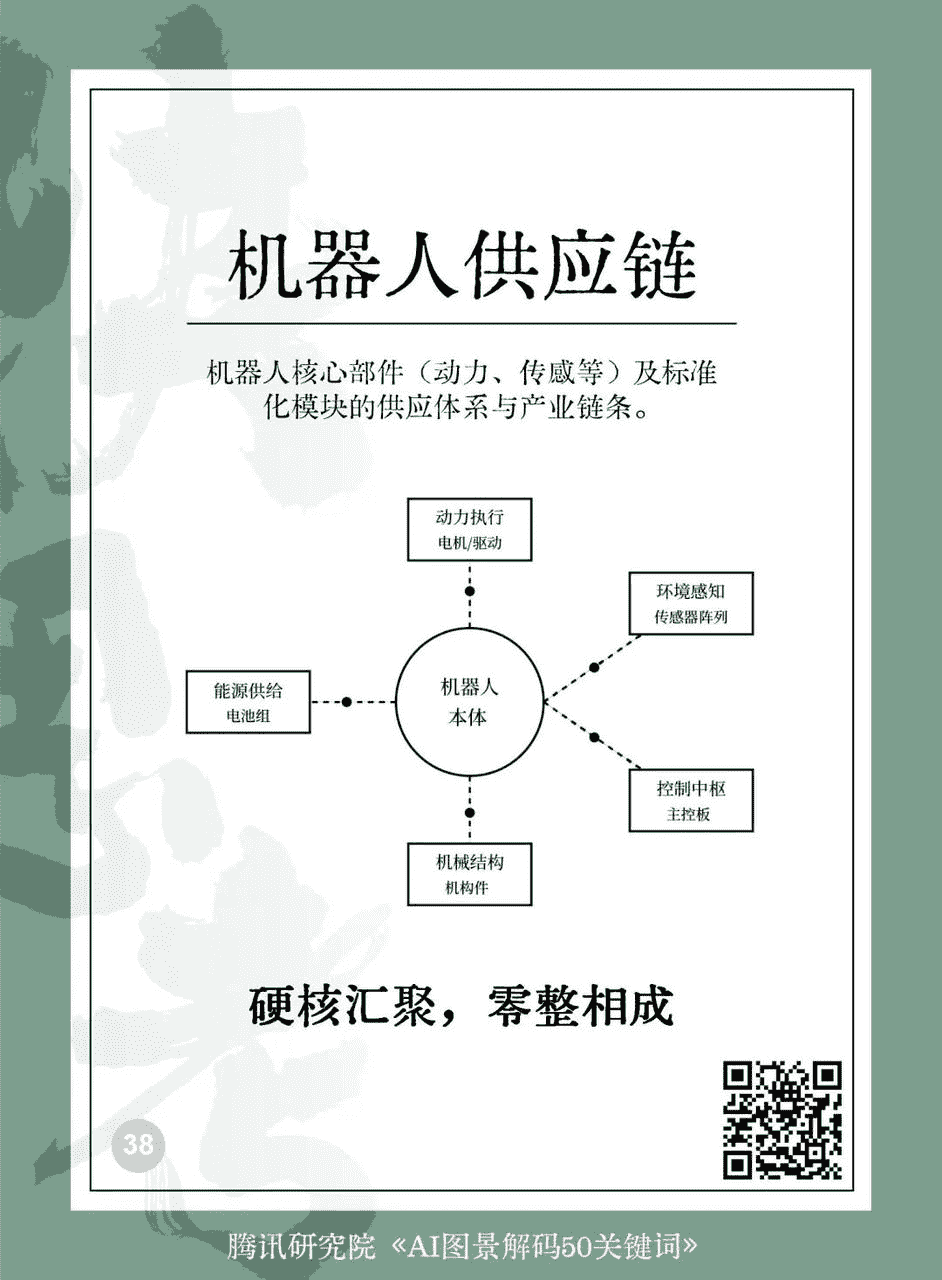 机器人供应链
机器人核心部件（动力、传感等）及标准
化模块的供应体系与产业链条。
动力执行
电机/驱动
环境感知
传感器阵列
能源供给
电池组
机器人
本体
控制中枢
主控板
机械结构
机构件
硬核汇聚，零整相成
38
腾讯研究院《AI图景解码50关键词》